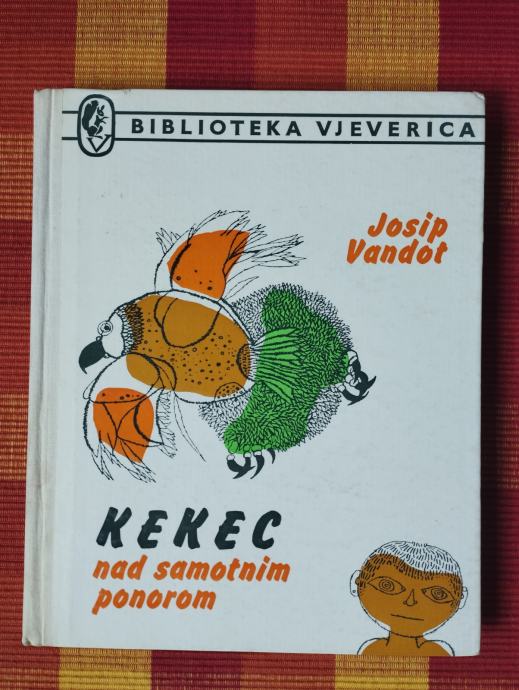 BIBLIOTEKA VJEVERICA
Josip
Vandot
KEKEC
nad samotnim
ponorom